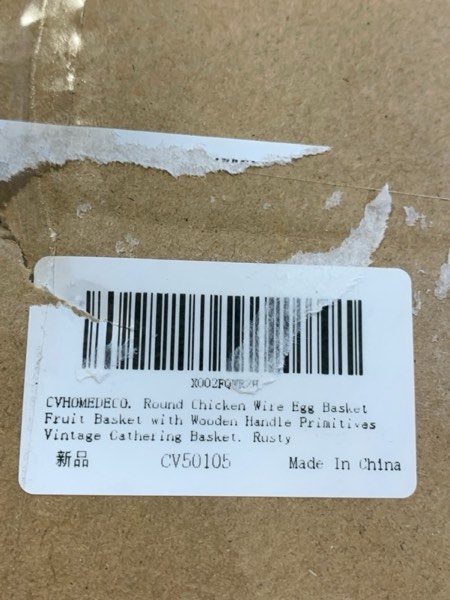 CVHOMEDECO. Round Chicken Wire Egg Basket
Fruit Basket with Wooden Handle Primitives
Vintage Gathering Basket. Rusty
新品 CV50105 Made In China